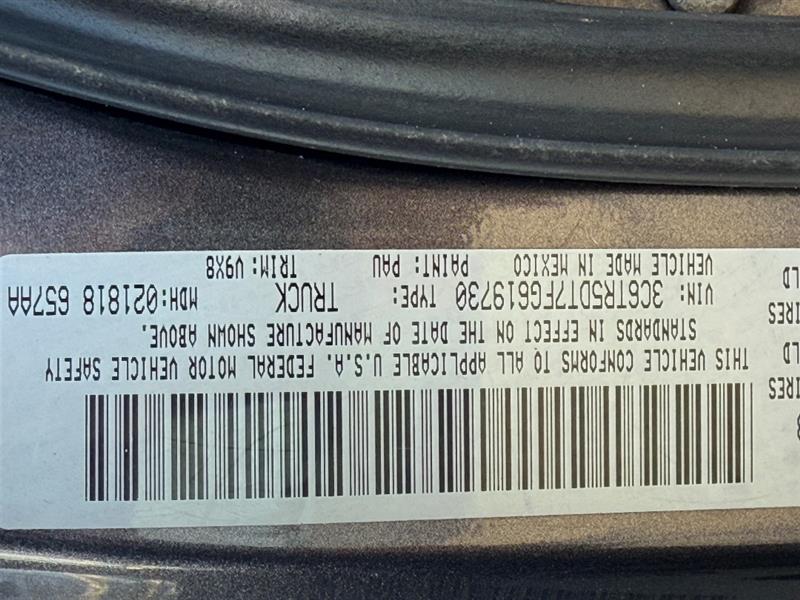 THIS VEHICLE CONFORMS TO ALL APPLICABLE U.S.A. FEDERAL MOTOR VEHICLE SAFETY
STANDARDS IN EFFECT ON THE DATE OF MANUFACTURE SHOWN ABOVE.
VIN: 3C6TR5DT7FG619730 TYPE: TRUCK MDH:021818 657AA
VEHICLE MADE IN MEXICO PAINT: PAU TRIM: V9X8